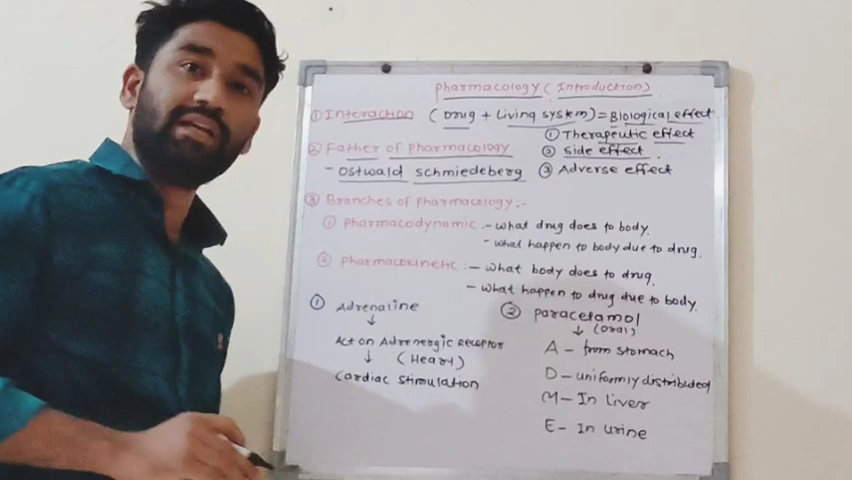 Pharmacology (Introduction)
① Interaction (Drug + Living system) = Biological effect
① Therapeutic effect
② Father of pharmacology
② Side effect.
- Ostwald schmiedeberg
③ Adverse effect
③ Branches of pharmacology :-
① Pharmacodynamic :- what drug does to body.
- what happen to body due to drug.
② Pharmacokinetic :- what body does to drug.
- what happen to drug due to body.
① Adrenaline
↓
Act on Adrenergic Receptor
↓ (Heart)
Cardiac stimulation
② Paracetamol
↓ (Oral)
A - from stomach
D - uniformly distributed
M - In Liver
E - In urine